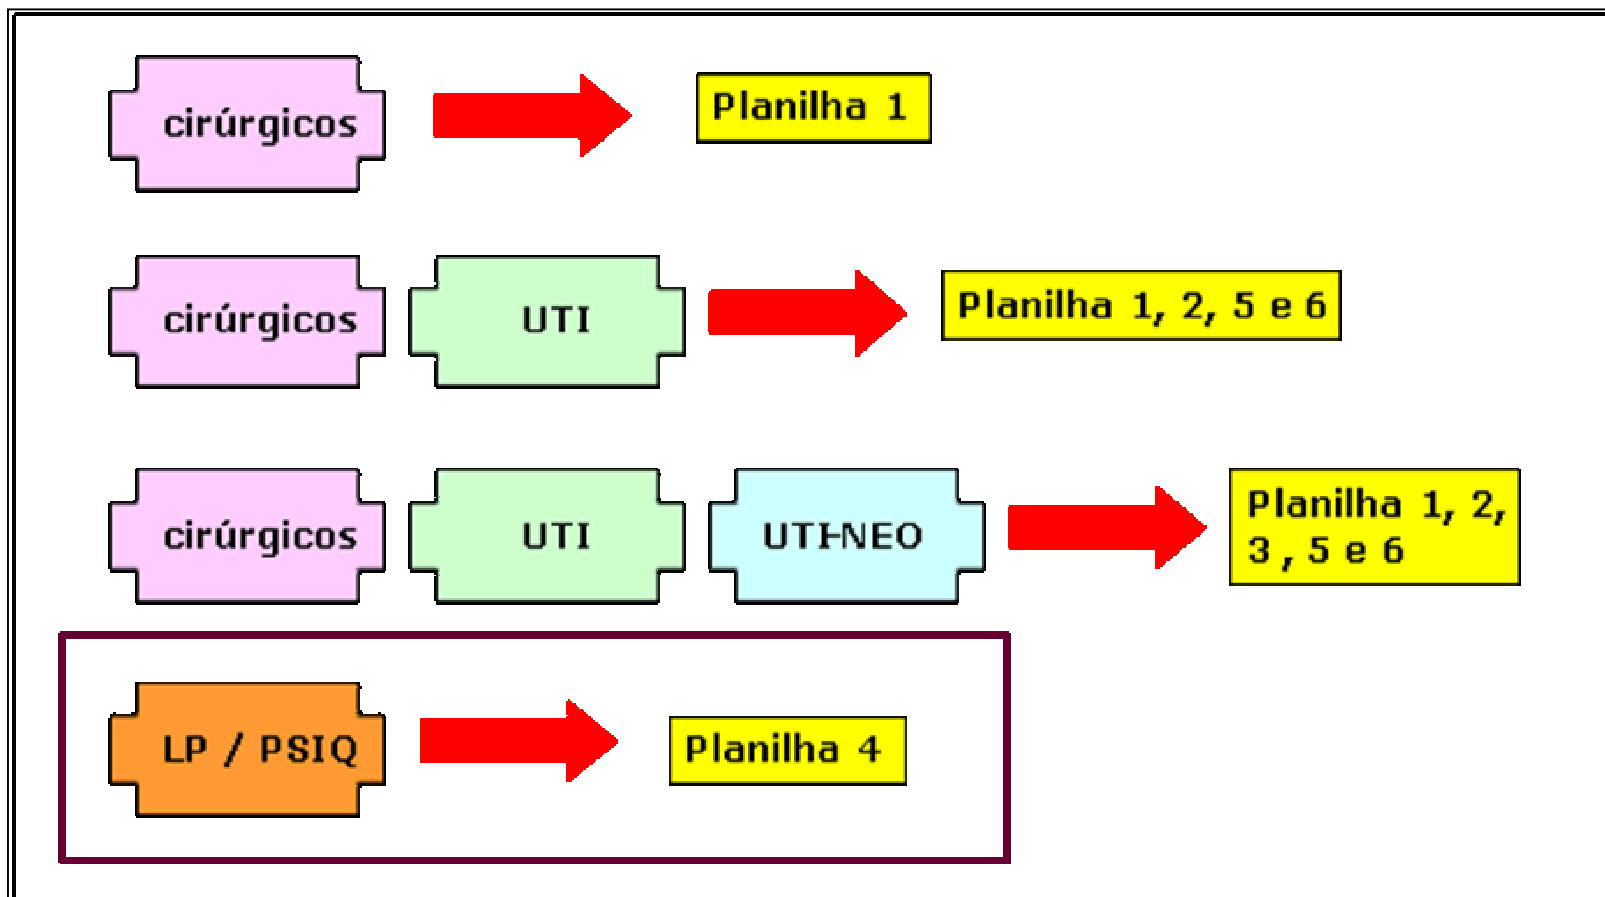 cirúrgicos
Planilha 1
cirúrgicos
UTI
Planilha 1, 2, 5 e 6
cirúrgicos
UTI
UTI-NEO
Planilha 1, 2,
3 , 5 e 6
LP / PSIQ
Planilha 4